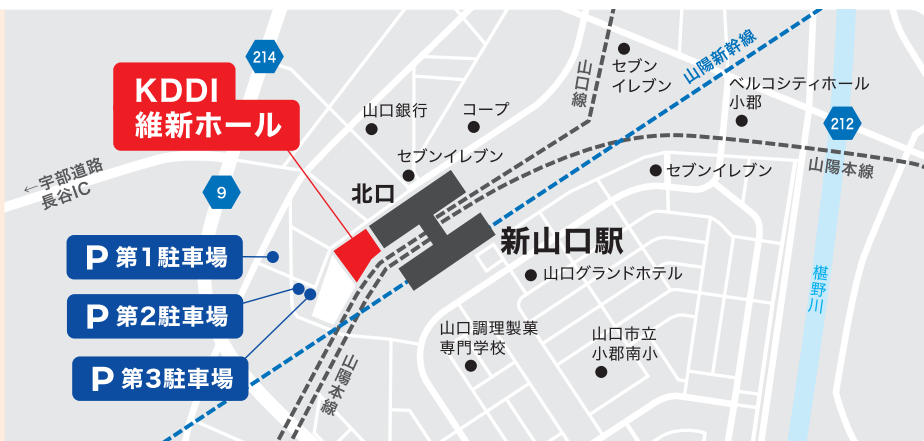 214
KDDI
維新ホール
山口銀行
コープ
セブン
イレブン
山口線
山陽新幹線
ベルコシティホール
小郡
212
←宇部道路
長谷IC
9
セブンイレブン
北口
セブンイレブン
山陽本線
新山口駅
P 第1駐車場
山口グランドホテル
椹野川
P 第2駐車場
山口調理製菓
専門学校
山口市立
小郡南小
P 第3駐車場
山陽本線